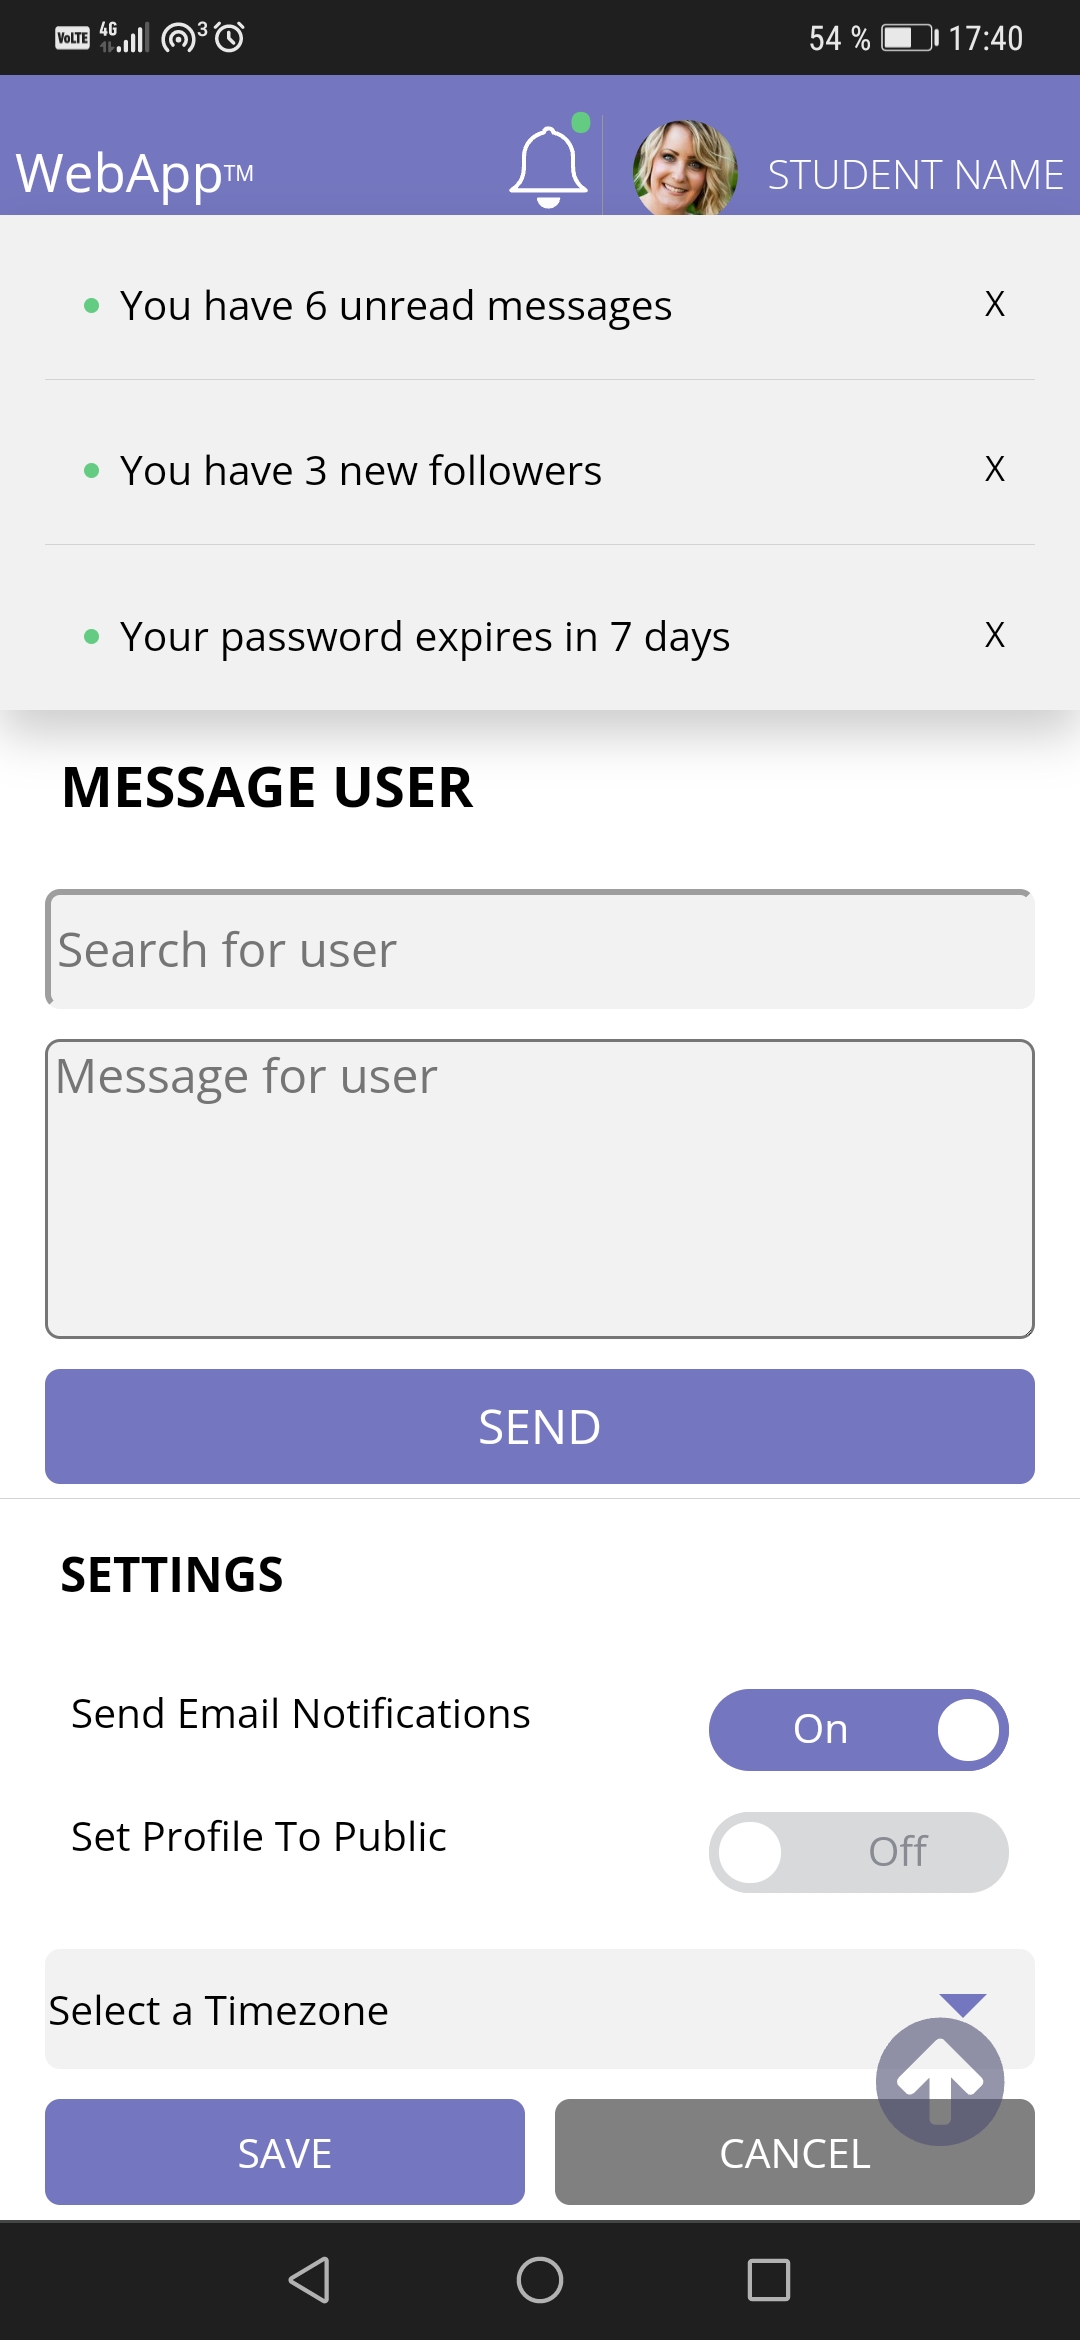 VoLTE 4G 3 54 % 17:40
WebApp™ STUDENT NAME
You have 6 unread messages X
You have 3 new followers X
Your password expires in 7 days X
MESSAGE USER
Search for user
Message for user
SEND
SETTINGS
Send Email Notifications On
Set Profile To Public Off
Select a Timezone
SAVE CANCEL